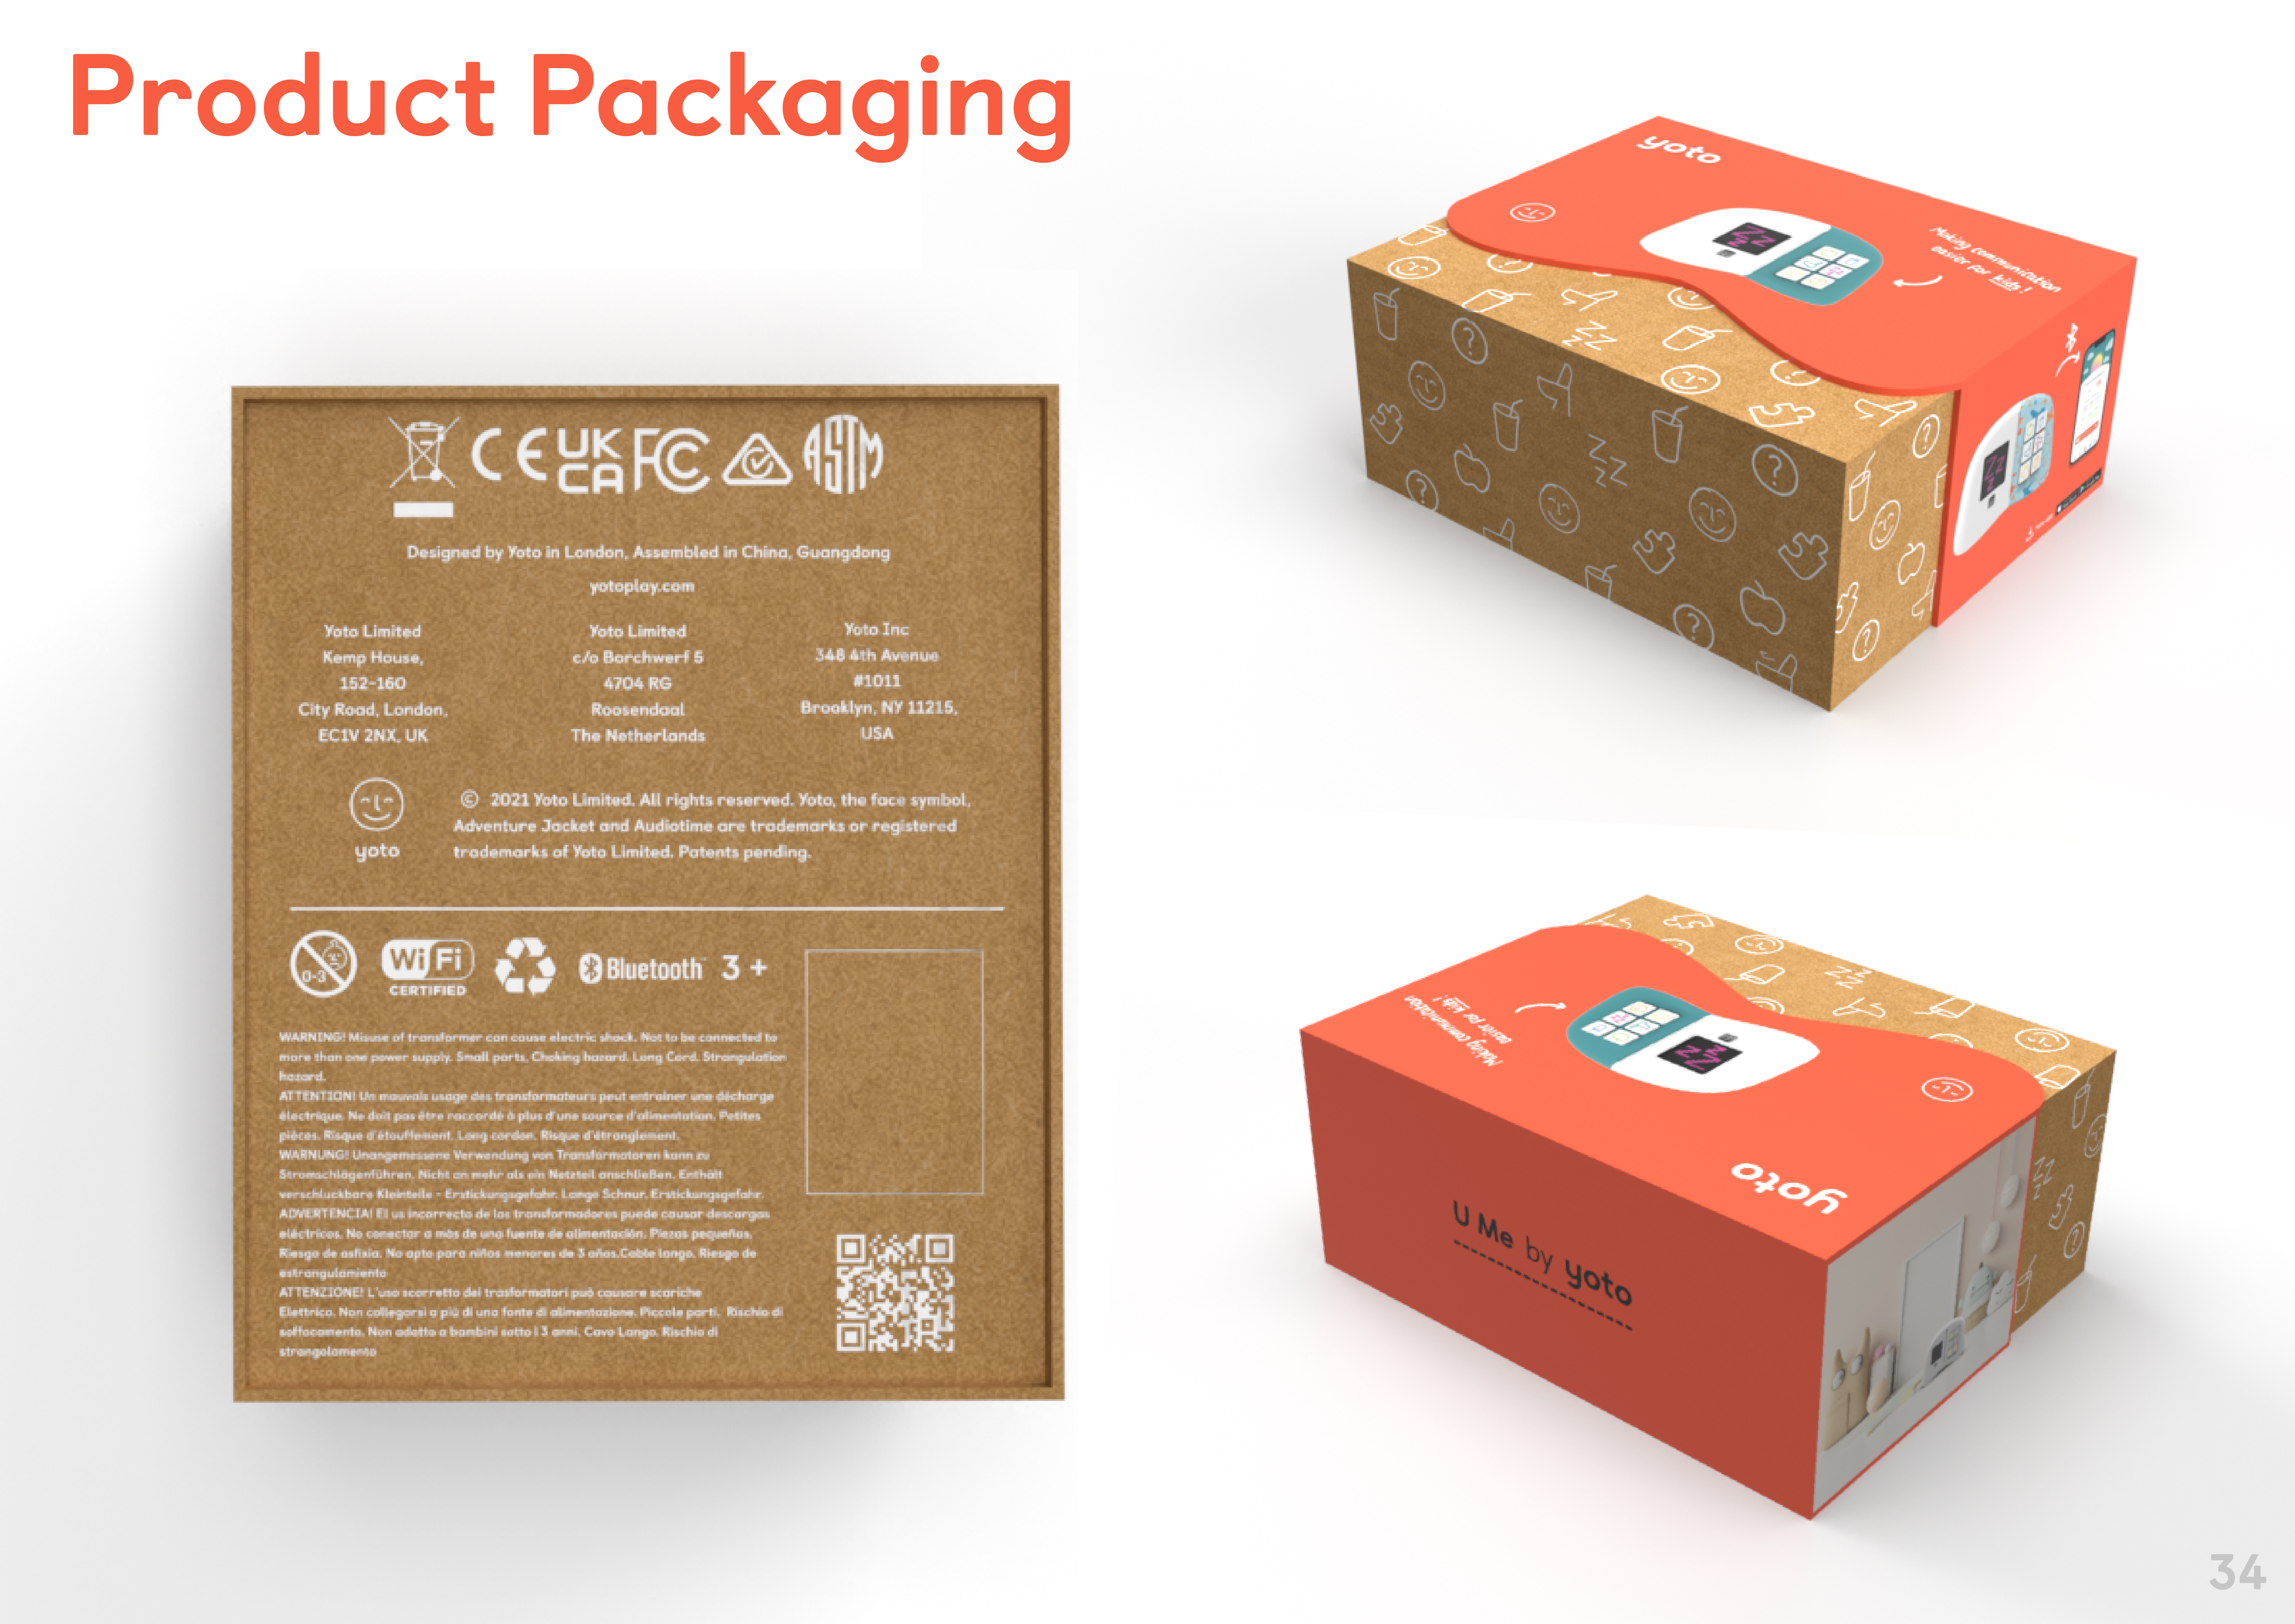 Product Packaging
CE UK CA FC ASTM
Designed by Yoto in London, Assembled in China, Guangdong
yotoplay.com
Yoto Limited
Kemp House,
152-160
City Road, London,
EC1V 2NX, UK
Yoto Limited
c/o Borchwerf 5
4704 RG
Roosendaal
The Netherlands
Yoto Inc
348 4th Avenue
#1011
Brooklyn, NY 11215,
USA
yoto
© 2021 Yoto Limited. All rights reserved. Yoto, the face symbol,
Adventure Jacket and Audiotime are trademarks or registered
trademarks of Yoto Limited. Patents pending.
0-3
Wi Fi
CERTIFIED
Bluetooth™
3 +
WARNING! Misuse of transformer can cause electric shock. Not to be connected to
more than one power supply. Small parts, Choking hazard. Long Cord. Strangulation
hazard.
ATTENTION! Un mauvais usage des transformateurs peut entraîner une décharge
électrique. Ne doit pas être raccordé à plus d'une source d'alimentation. Petites
pièces. Risque d'étouffement. Long cordon. Risque d'étranglement.
WARNUNG! Unangemessene Verwendung von Transformatoren kann zu
Stromschlägenführen. Nicht an mehr als ein Netzteil anschließen. Enthält
verschluckbare Kleinteile - Erstickungsgefahr. Lange Schnur. Erstickungsgefahr.
ADVERTENCIA! El us incorrecto de los transformadores puede causar descargas
eléctricos. No conectar a más de una fuente de alimentación. Piezas pequeñas.
Riesgo de asfixia. No apto para niños menores de 3 años.Cable largo. Riesgo de
estrangulamiento
ATTENZIONE! L'uso scorretto dei trasformatori può causare scariche
Elettrico. Non collegarsi a più di una fonte di alimentazione. Piccole parti. Rischio di
soffocamento. Non adatto a bambini sotto i 3 anni. Cavo Lango. Rischio di
strangolamento
yoto
Making communication
easier for kids!
Making communication
easier for kids!
yoto
U Me by yoto
34